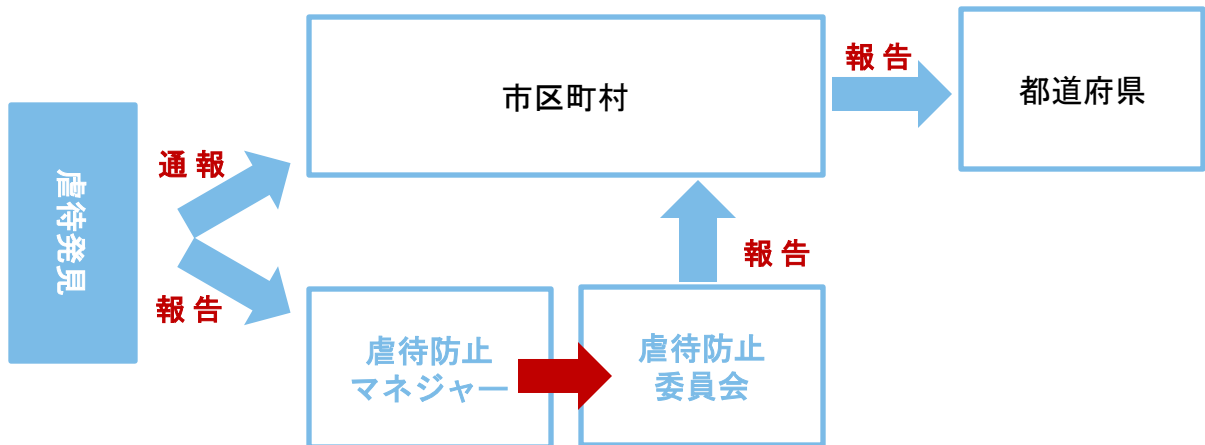 虐待発見
通報
報告
市区町村
報告
都道府県
報告
虐待防止
マネジャー
虐待防止
委員会